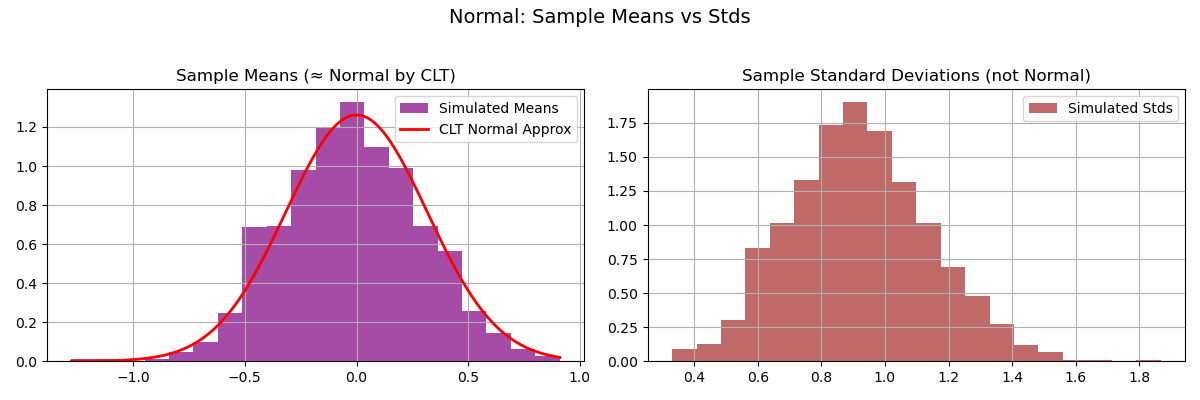 Normal: Sample Means vs Stds
Sample Means (≈ Normal by CLT)
Simulated Means
CLT Normal Approx
1.2
1.0
0.8
0.6
0.4
0.2
0.0
−1.0 −0.5 0.0 0.5 1.0
Sample Standard Deviations (not Normal)
Simulated Stds
1.75
1.50
1.25
1.00
0.75
0.50
0.25
0.00
0.4 0.6 0.8 1.0 1.2 1.4 1.6 1.8